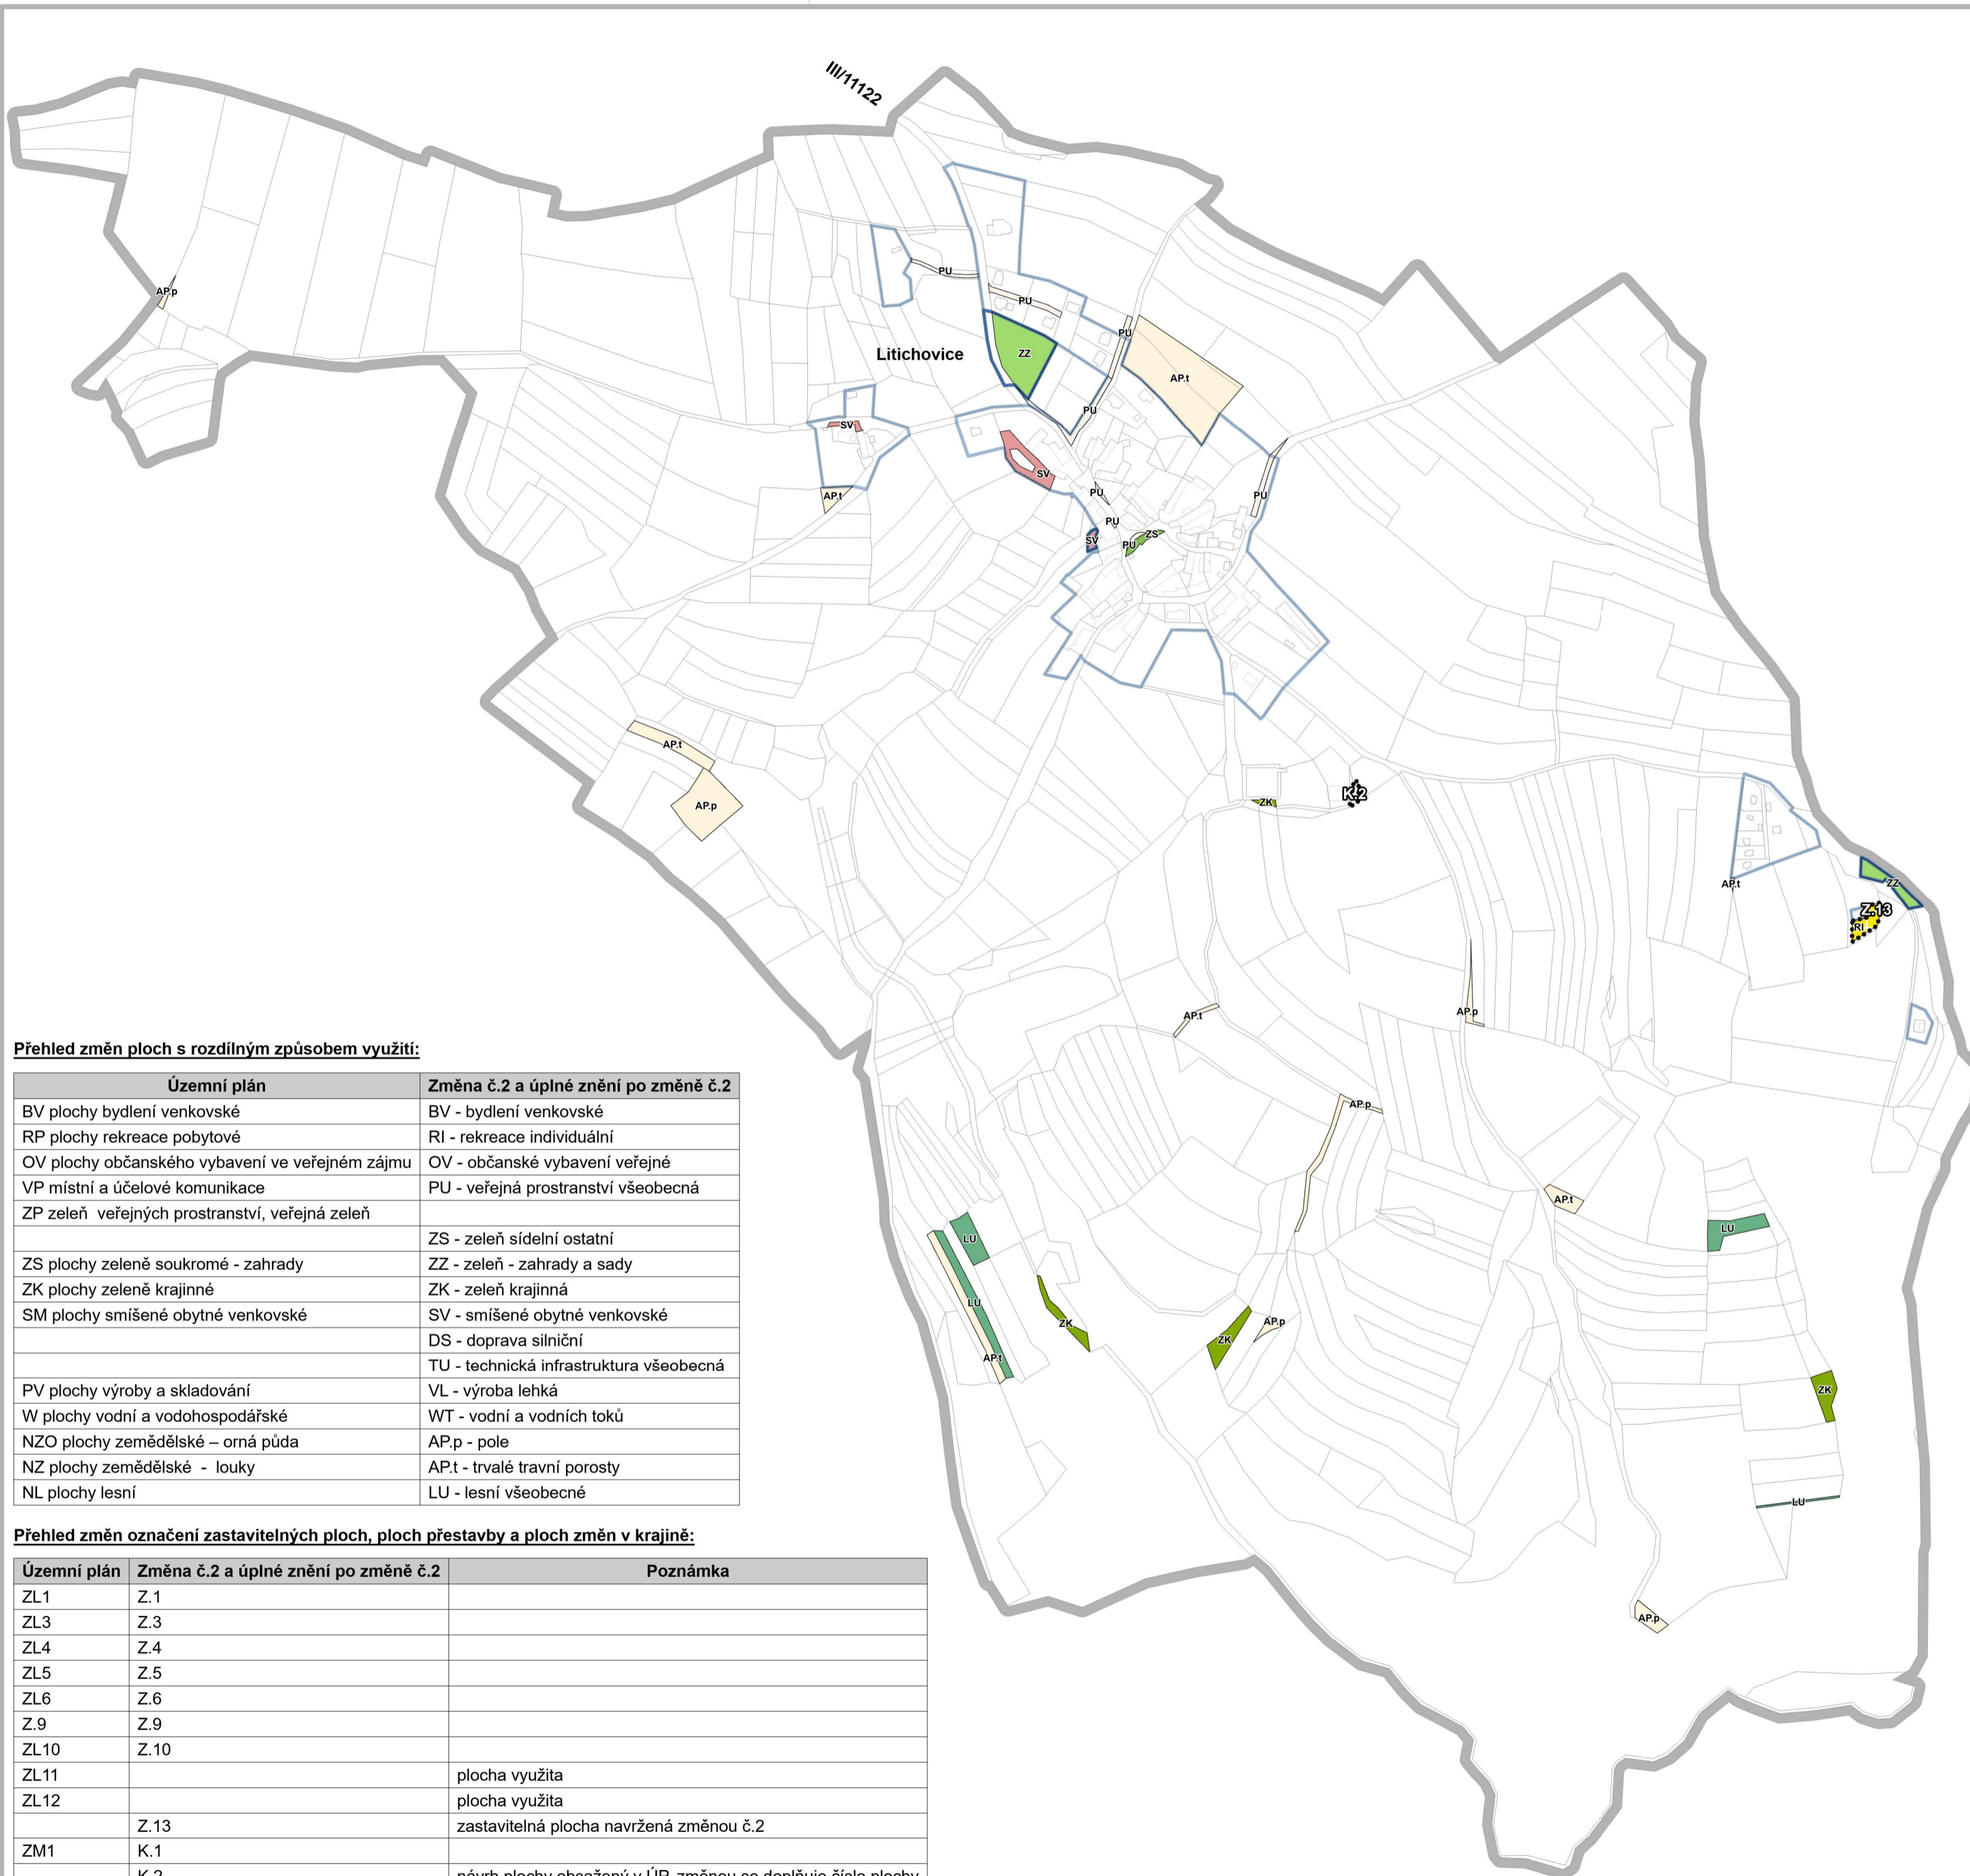 III/11122
AP.p
PU
PU
PU
ZZ
Litichovice
AP.t
PU
SV
SV
AP.t
PU
PU
PU
SV
PU
ZS
AP.t
AP.p
ZK
K.2
AP.t
ZZ
Z.13
RI
AP.t
AP.p
AP.p
AP.t
LU
LU
LU
ZK
ZK
AP.p
AP.t
ZK
LU
AP.p
Přehled změn ploch s rozdílným způsobem využití:
Územní plán Změna č.2 a úplné znění po změně č.2
BV plochy bydlení venkovské BV - bydlení venkovské
RP plochy rekreace pobytové RI - rekreace individuální
OV plochy občanského vybavení ve veřejném zájmu OV - občanské vybavení veřejné
VP místní a účelové komunikace PU - veřejná prostranství všeobecná
ZP zeleň veřejných prostranství, veřejná zeleň
ZS - zeleň sídelní ostatní
ZS plochy zeleně soukromé - zahrady ZZ - zeleň - zahrady a sady
ZK plochy zeleně krajinné ZK - zeleň krajinná
SM plochy smíšené obytné venkovské SV - smíšené obytné venkovské
DS - doprava silniční
TU - technická infrastruktura všeobecná
PV plochy výroby a skladování VL - výroba lehká
W plochy vodní a vodohospodářské WT - vodní a vodních toků
NZO plochy zemědělské – orná půda AP.p - pole
NZ plochy zemědělské - louky AP.t - trvalé travní porosty
NL plochy lesní LU - lesní všeobecné
Přehled změn označení zastavitelných ploch, ploch přestavby a ploch změn v krajině:
Územní plán Změna č.2 a úplné znění po změně č.2 Poznámka
ZL1 Z.1
ZL3 Z.3
ZL4 Z.4
ZL5 Z.5
ZL6 Z.6
Z.9 Z.9
ZL10 Z.10
ZL11 plocha využita
ZL12 plocha využita
Z.13 zastavitelná plocha navržená změnou č.2
ZM1 K.1
K.2 návrh plochy obsažený v ÚP, změnou se doplňuje číslo plochy